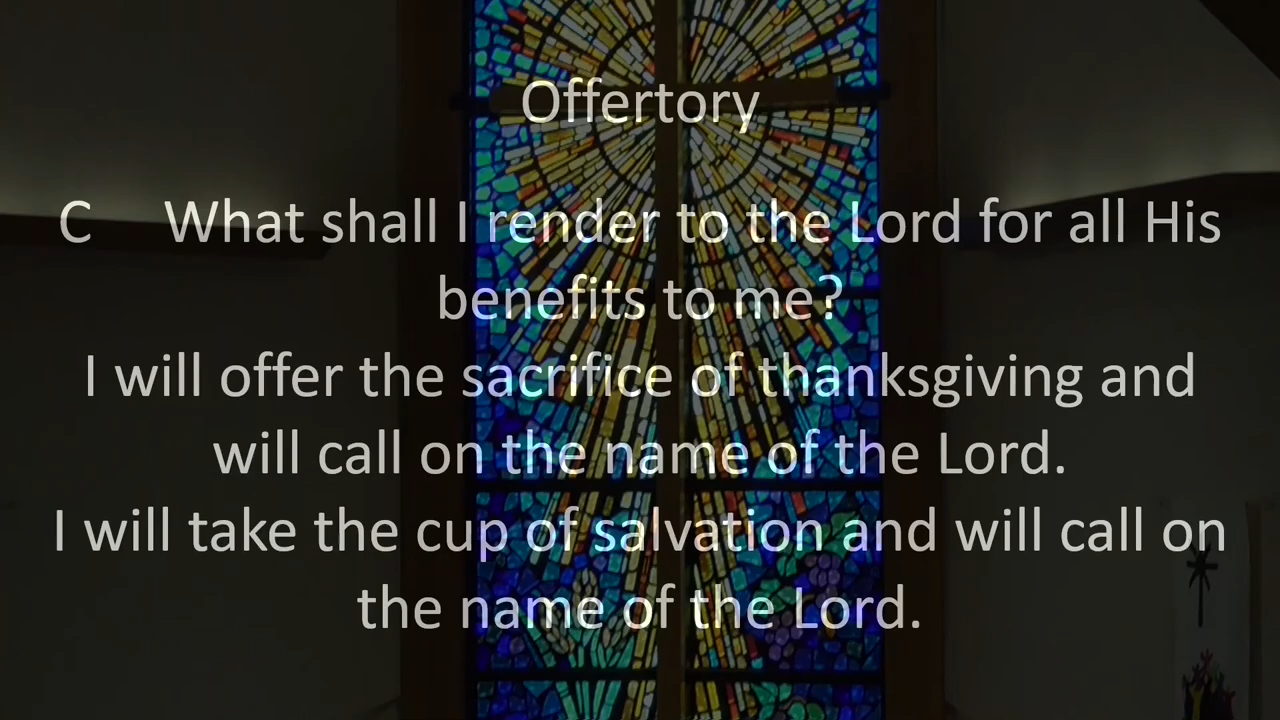 Offertory
C What shall I render to the Lord for all His
benefits to me?
I will offer the sacrifice of thanksgiving and
will call on the name of the Lord.
I will take the cup of salvation and will call on
the name of the Lord.